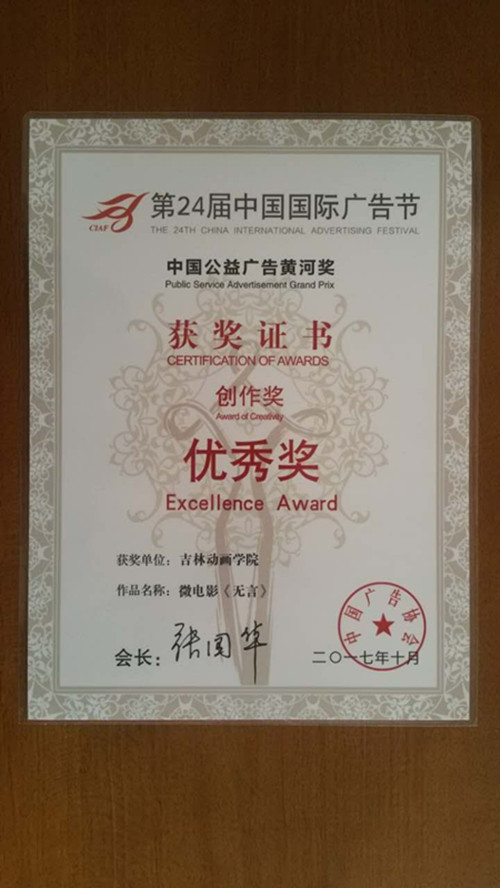 CIAF
第24届中国国际广告节
THE 24TH CHINA INTERNATIONAL ADVERTISING FESTIVAL
中国公益广告黄河奖
Public Service Advertisement Grand Prix
获奖证书
CERTIFICATION OF AWARDS
创作奖
Award of Creativity
优秀奖
Excellence Award
获奖单位：吉林动画学院
作品名称：微电影《无言》
会长：张国华
中国广告协会
二〇一七年十月